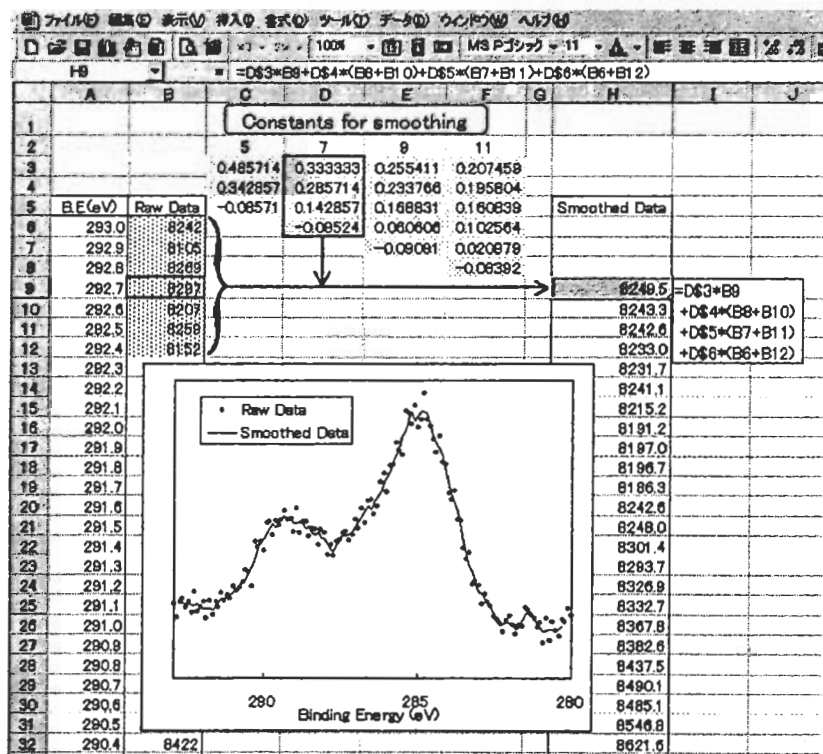 ファイル(F) 編集(E) 表示(V) 挿入(I) 書式(O) ツール(T) データ(D) ウィンドウ(W) ヘルプ(H)
100% MS Pゴシック 11
H9 = =D$3*B9+D$4*(B8+B10)+D$5*(B7+B11)+D$6*(B6+B12)
A B C D E F G H I J
1 Constants for smoothing
2 5 7 9 11
3 0.485714 0.333333 0.255411 0.207459
4 0.342857 0.285714 0.233766 0.195804
5 B.E.(eV) Raw Data -0.08571 0.142857 0.168831 0.160839 Smoothed Data
6 293.0 8242 -0.09524 0.060606 0.102564
7 292.9 8105 -0.09091 0.020979
8 292.8 8269 -0.08392
9 292.7 8297 8249.5 =D$3*B9
10 292.6 8207 8243.3 +D$4*(B8+B10)
11 292.5 8259 8242.6 +D$5*(B7+B11)
12 292.4 8152 8233.0 +D$6*(B6+B12)
13 292.3 8231.7
14 292.2 8241.1
15 292.1 Raw Data 8215.2
16 292.0 Smoothed Data 8191.2
17 291.9 8197.0
18 291.8 8196.7
19 291.7 8186.3
20 291.6 8242.6
21 291.5 8248.0
22 291.4 8301.4
23 291.3 8293.7
24 291.2 8326.9
25 291.1 8332.7
26 291.0 8367.8
27 290.9 8382.6
28 290.8 8437.5
29 290.7 8490.1
30 290.6 280 285 280 8485.1
31 290.5 Binding Energy (eV) 8546.8
32 290.4 8422 8621.6